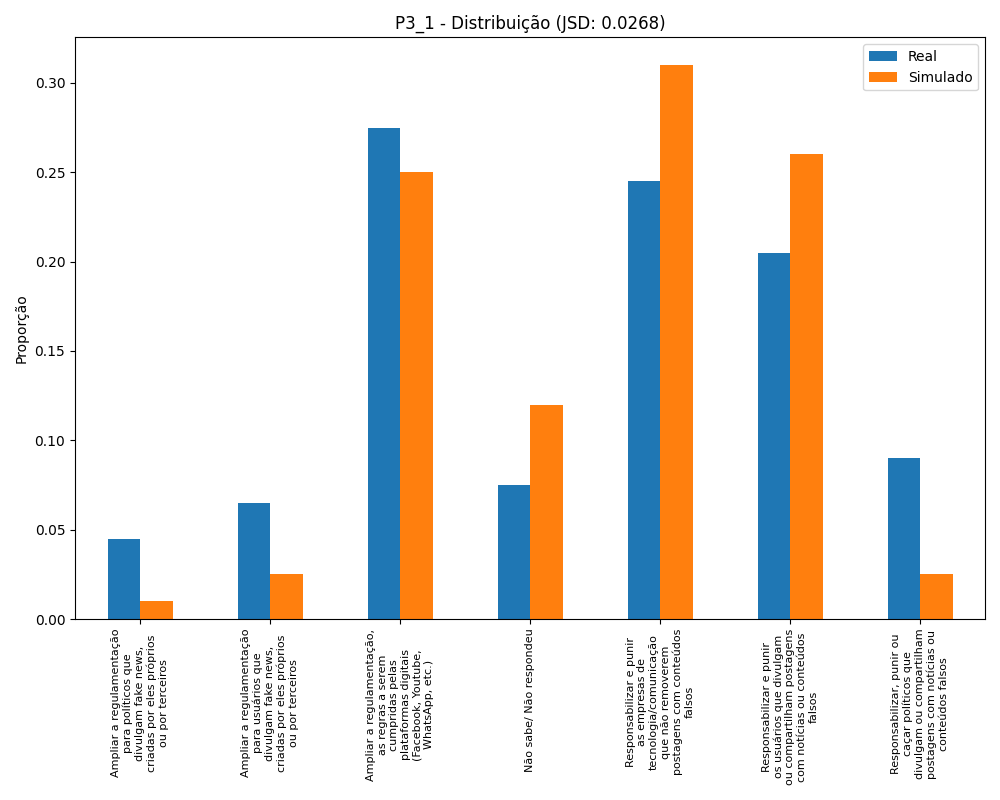 P3_1 - Distribuição (JSD: 0.0268)
Real
Simulado
Proporção
0.30
0.25
0.20
0.15
0.10
0.05
0.00
Ampliar a regulamentação
para políticos que
divulgam fake news,
criadas por eles próprios
ou por terceiros
Ampliar a regulamentação
para usuários que
divulgam fake news,
criadas por eles próprios
ou por terceiros
Ampliar a regulamentação,
as regras a serem
cumpridas pelas
plataformas digitais
(Facebook, Youtube,
WhatsApp, etc.)
Não sabe/ Não respondeu
Responsabilizar e punir
as empresas de
tecnologia/comunicação
que não removerem
postagens com conteúdos
falsos
Responsabilizar e punir
os usuários que divulgam
ou compartilham postagens
com notícias ou conteúdos
falsos
Responsabilizar, punir ou
caçar políticos que
divulgam ou compartilham
postagens com notícias ou
conteúdos falsos